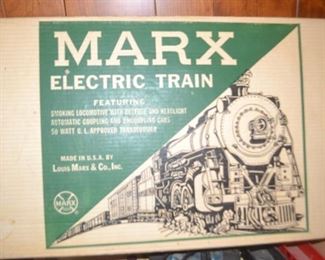 MARX
ELECTRIC TRAIN
FEATURING
SMOKING LOCOMOTIVE WITH DETAILS AND HEADLIGHT
AUTOMATIC COUPLING AND UNCOUPLING CARS
50 WATT U. L. APPROVED TRANSFORMER
MADE IN U.S.A. BY
LOUIS MARX & CO., INC.
MARX